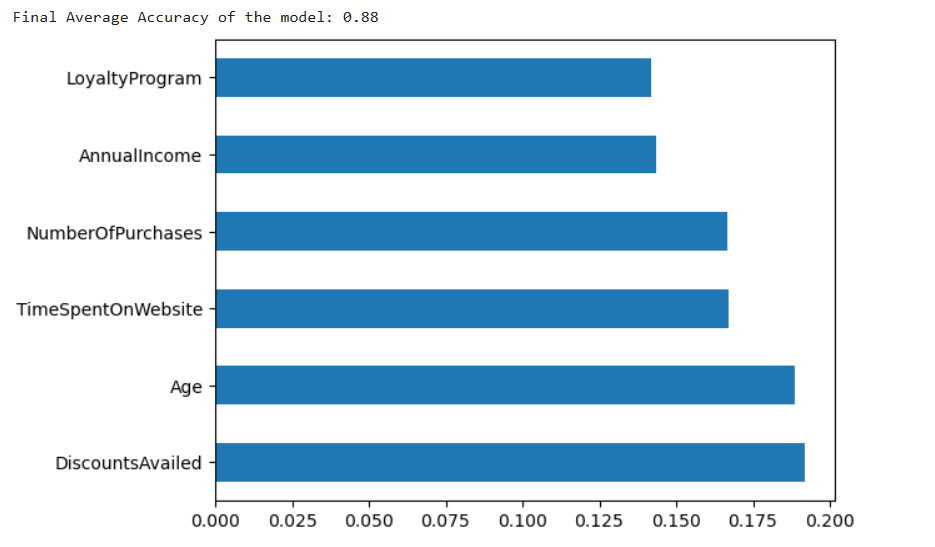 Final Average Accuracy of the model: 0.88
LoyaltyProgram
AnnualIncome
NumberOfPurchases
TimeSpentOnWebsite
Age
DiscountsAvailed
0.000 0.025 0.050 0.075 0.100 0.125 0.150 0.175 0.200